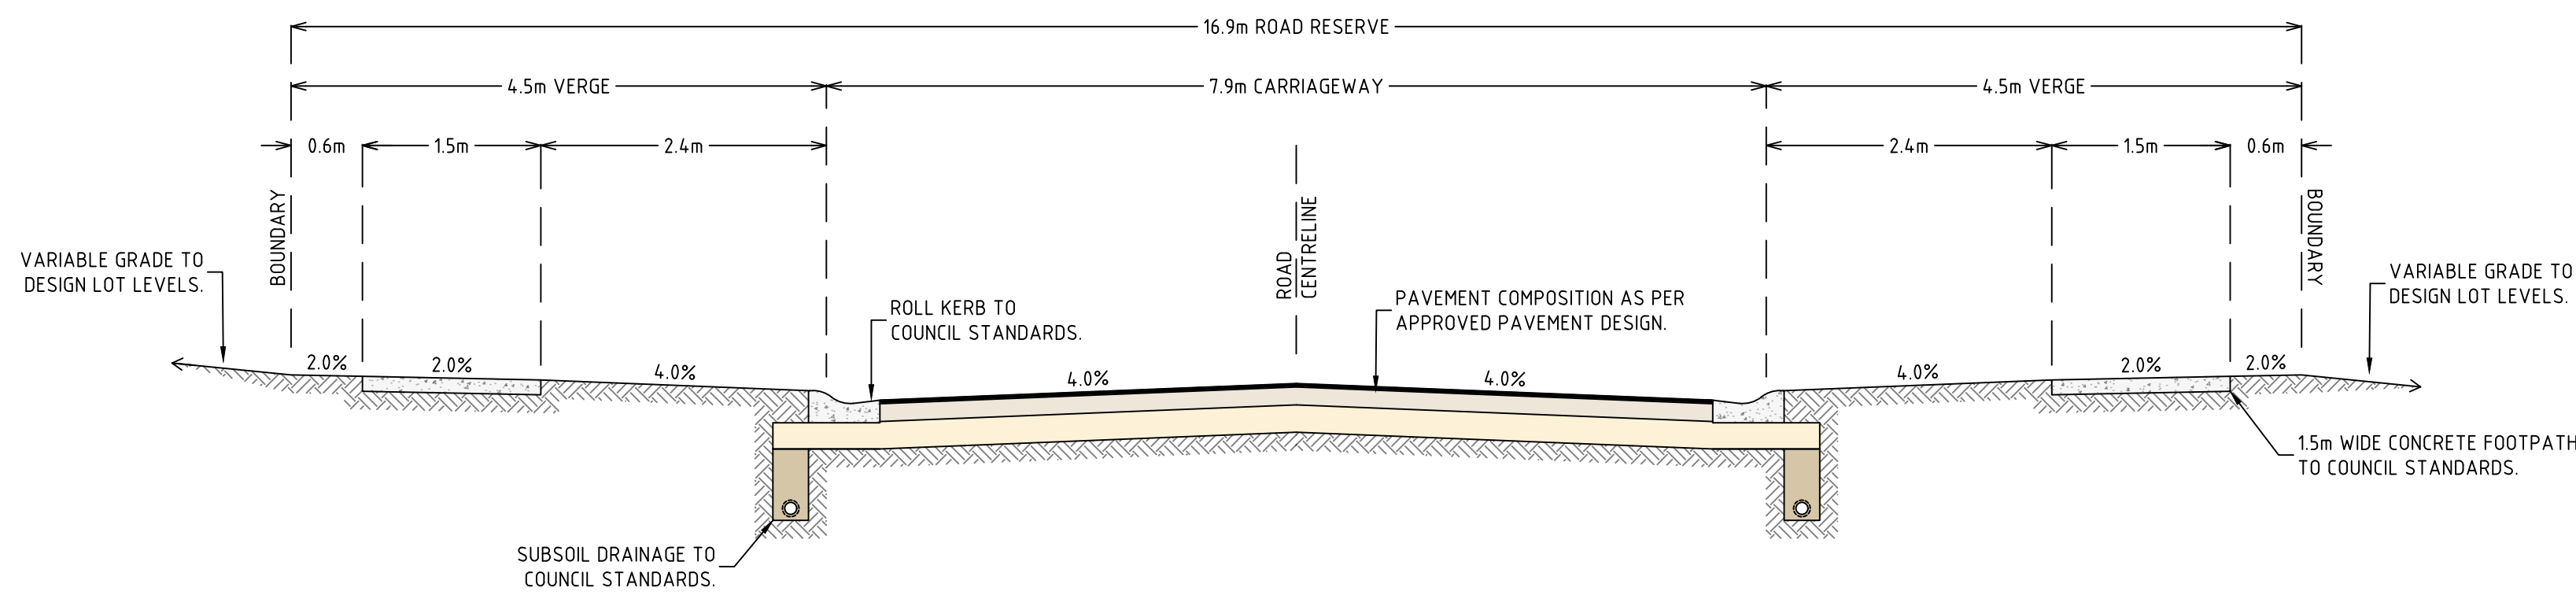 16.9m ROAD RESERVE
4.5m VERGE
7.9m CARRIAGEWAY
4.5m VERGE
0.6m
1.5m
2.4m
2.4m
1.5m
0.6m
BOUNDARY
ROAD
CENTRELINE
BOUNDARY
VARIABLE GRADE TO
DESIGN LOT LEVELS.
ROLL KERB TO
COUNCIL STANDARDS.
PAVEMENT COMPOSITION AS PER
APPROVED PAVEMENT DESIGN.
VARIABLE GRADE TO
DESIGN LOT LEVELS.
2.0%
2.0%
4.0%
4.0%
4.0%
4.0%
2.0%
2.0%
1.5m WIDE CONCRETE FOOTPATH
TO COUNCIL STANDARDS.
SUBSOIL DRAINAGE TO
COUNCIL STANDARDS.